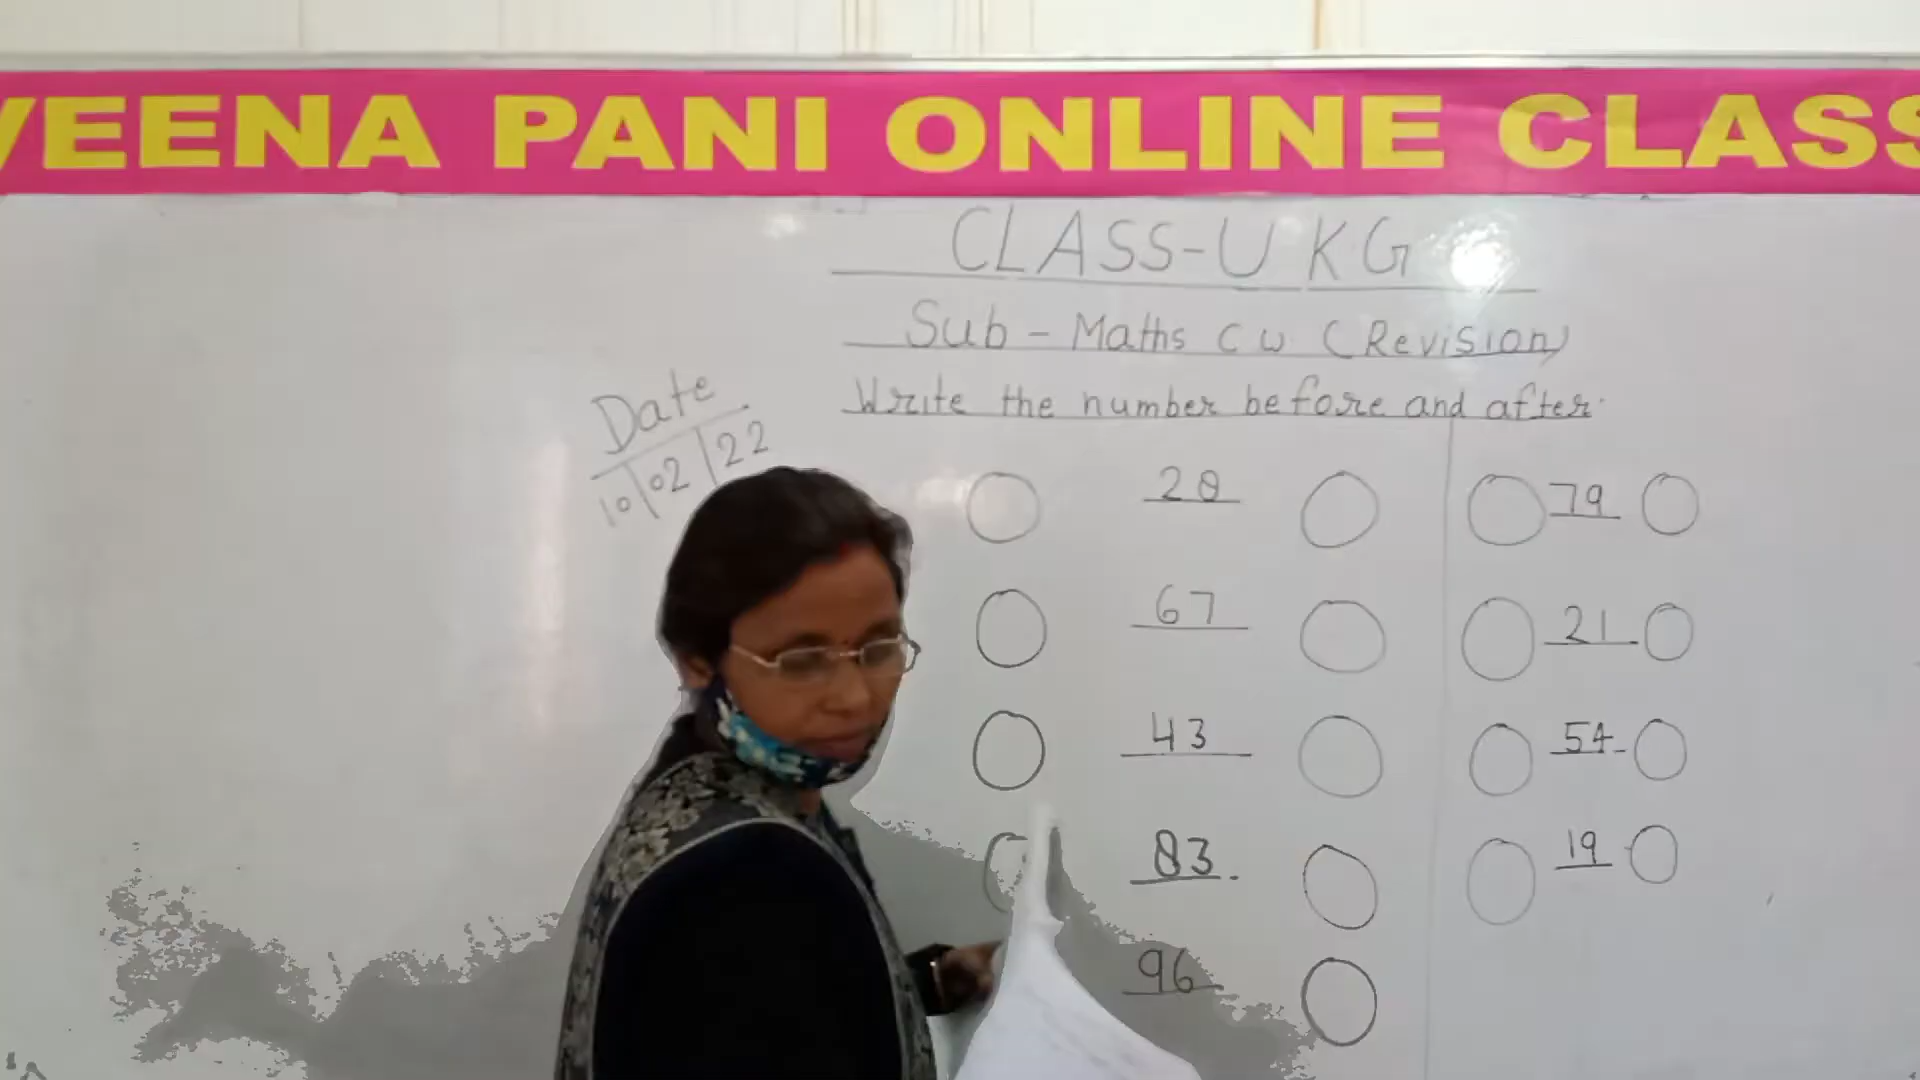 VEENA PANI ONLINE CLASS
CLASS-UKG
Sub - Maths C W (Revision)
Write the number before and after.
Date
10/02/22
28 79
67 21
43 54
83 19
96